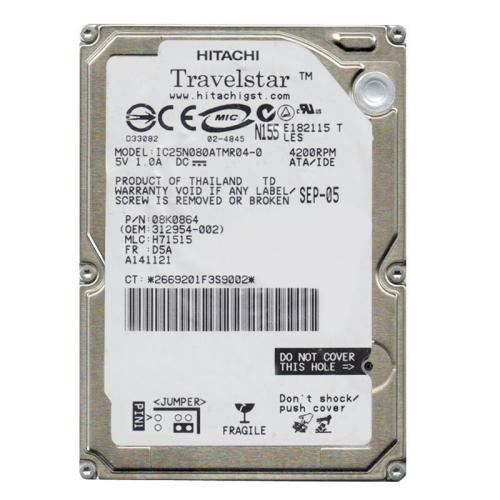 HITACHI
Travelstar ™
www.hitachigst.com
D33082
MIC
02-4845
N155 E182115 T
LES
MODEL:IC25N080ATMR04-0 4200RPM
5V 1.0A DC ATA/IDE
PRODUCT OF THAILAND TD
WARRANTY VOID IF ANY LABEL/
SCREW IS REMOVED OR BROKEN SEP-05
P/N:08K0864
(OEM:312954-002)
MLC:H71515
FR :D5A
A141121
CT: *2669201F3S9002*
DO NOT COVER
THIS HOLE =>
<JUMPER>
PIN1
FRAGILE
Don't shock/
push cover